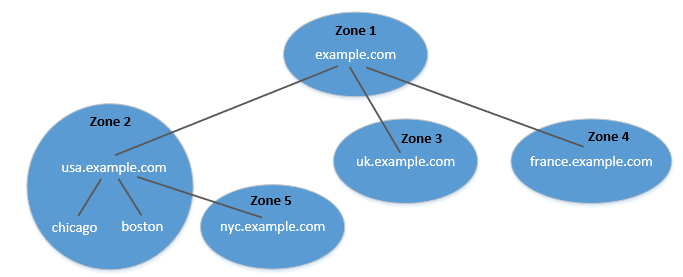 Zone 1
example.com
Zone 2
usa.example.com
chicago
boston
Zone 3
uk.example.com
Zone 4
france.example.com
Zone 5
nyc.example.com